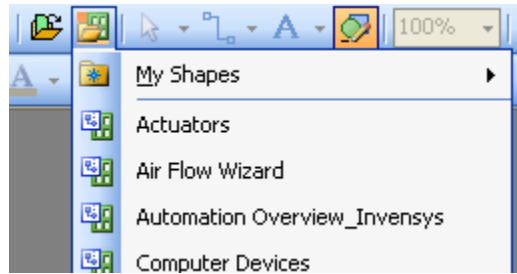 A 100%
A My Shapes
Actuators
Air Flow Wizard
Automation Overview_Invensys
Computer Devices